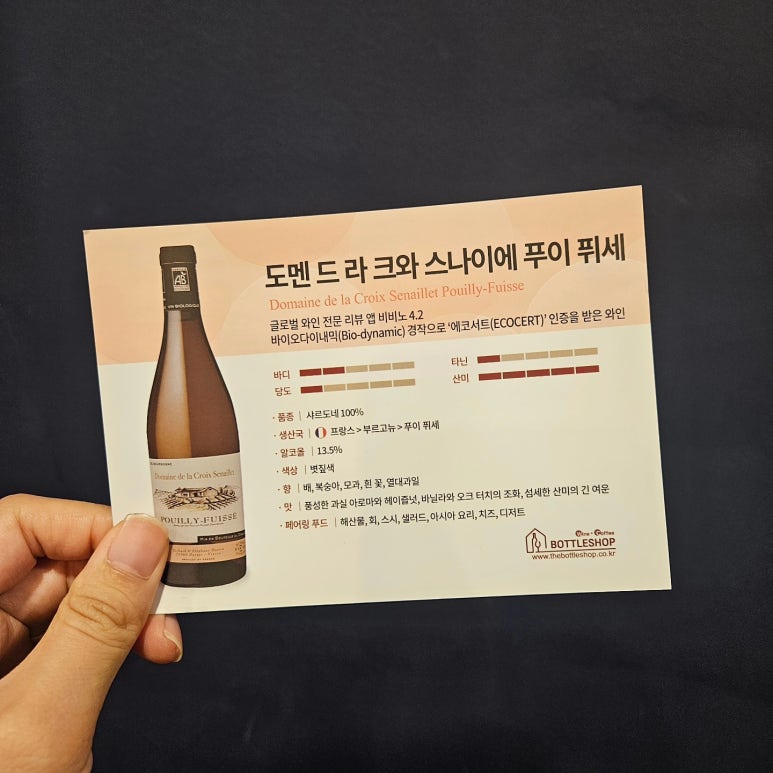 도멘 드 라 크와 스나이에 푸이 퓌세
Domaine de la Croix Senaillet Pouilly-Fuisse
글로벌 와인 전문 리뷰 앱 비비노 4.2
바이오다이내믹(Bio-dynamic) 경작으로 '에코서트(ECOCERT)' 인증을 받은 와인
바디
타닌
당도
산미
· 품종 | 샤르도네 100%
· 생산국 | 프랑스 > 부르고뉴 > 푸이 퓌세
· 알코올 | 13.5%
· 색상 | 볏짚색
· 향 | 배, 복숭아, 모과, 흰 꽃, 열대과일
· 맛 | 풍성한 과실 아로마와 헤이즐넛, 바닐라와 오크 터치의 조화, 섬세한 산미의 긴 여운
· 페어링 푸드 | 해산물, 회, 스시, 샐러드, 아시아 요리, 치즈, 디저트
Wine · Coffee
BOTTLESHOP
www.thebottleshop.co.kr
AB
VIN BIOLOGIQUE
Domaine de la Croix Senaillet
POUILLY-FUISSÉ